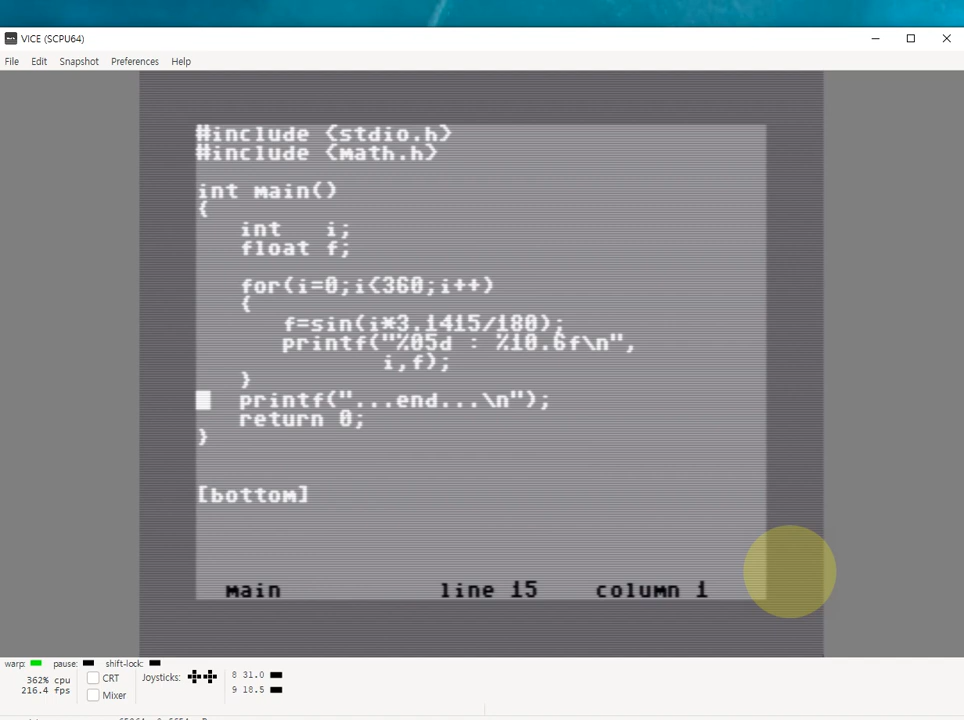 VICE (SCPU64)
File Edit Snapshot Preferences Help
#include <stdio.h>
#include <math.h>
int main()
{
int i;
float f;
for(i=0;i<360;i++)
{
f=sin(i*3.1415/180);
printf("%05d : %10.6f\n",
i,f);
}
printf("...end...\n");
return 0;
}
[bottom]
main line 15 column 1
warp: pause: shift-lock:
362% cpu
216.4 fps
CRT
Mixer
Joysticks:
8 31.0
9 18.5